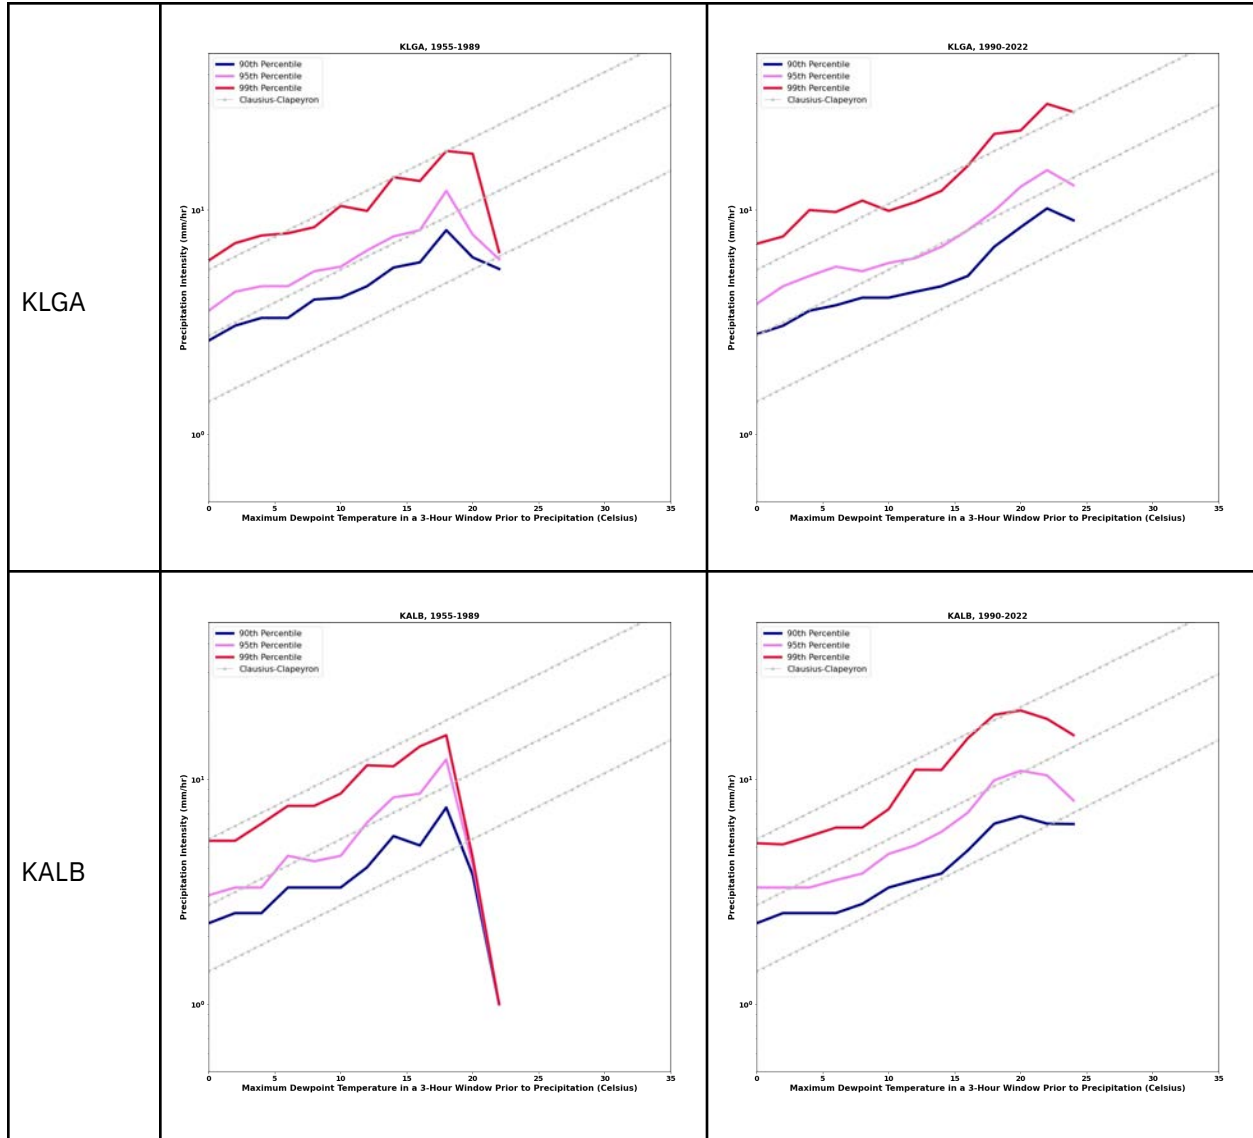 KLGA
KLGA, 1955-1989
90th Percentile
95th Percentile
99th Percentile
Clausius-Clapeyron
Precipitation Intensity (mm/hr)
10¹
10⁰
0 5 10 15 20 25 30 35
Maximum Dewpoint Temperature in a 3-Hour Window Prior to Precipitation (Celsius)
KLGA, 1990-2022
90th Percentile
95th Percentile
99th Percentile
Clausius-Clapeyron
Precipitation Intensity (mm/hr)
10¹
10⁰
0 5 10 15 20 25 30 35
Maximum Dewpoint Temperature in a 3-Hour Window Prior to Precipitation (Celsius)
KALB
KALB, 1955-1989
90th Percentile
95th Percentile
99th Percentile
Clausius-Clapeyron
Precipitation Intensity (mm/hr)
10¹
10⁰
0 5 10 15 20 25 30 35
Maximum Dewpoint Temperature in a 3-Hour Window Prior to Precipitation (Celsius)
KALB, 1990-2022
90th Percentile
95th Percentile
99th Percentile
Clausius-Clapeyron
Precipitation Intensity (mm/hr)
10¹
10⁰
0 5 10 15 20 25 30 35
Maximum Dewpoint Temperature in a 3-Hour Window Prior to Precipitation (Celsius)